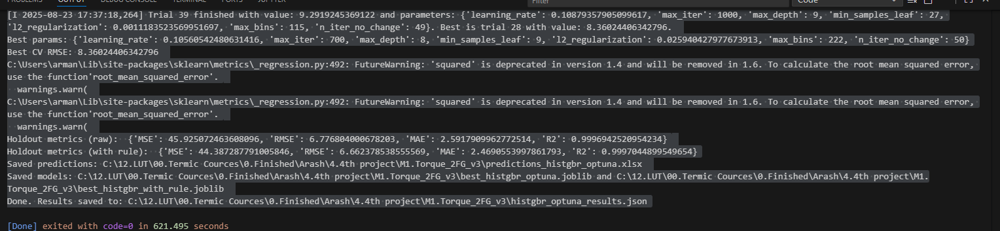 OUTPUT
Filter
Code
[I 2025-08-23 17:37:18,264] Trial 39 finished with value: 9.2919245369122 and parameters: {'learning_rate': 0.10879357905099617, 'max_iter': 1000, 'max_depth': 9, 'min_samples_leaf': 27,
'l2_regularization': 0.0011183523569951697, 'max_bins': 115, 'n_iter_no_change': 49}. Best is trial 28 with value: 8.36024406342796.
Best params: {'learning_rate': 0.10560542480631416, 'max_iter': 700, 'max_depth': 8, 'min_samples_leaf': 9, 'l2_regularization': 0.025940427977673913, 'max_bins': 222, 'n_iter_no_change': 50}
Best CV RMSE: 8.36024406342796
C:\Users\arman\Lib\site-packages\sklearn\metrics\_regression.py:492: FutureWarning: 'squared' is deprecated in version 1.4 and will be removed in 1.6. To calculate the root mean squared error,
use the function'root_mean_squared_error'.
warnings.warn(
C:\Users\arman\Lib\site-packages\sklearn\metrics\_regression.py:492: FutureWarning: 'squared' is deprecated in version 1.4 and will be removed in 1.6. To calculate the root mean squared error,
use the function'root_mean_squared_error'.
warnings.warn(
Holdout metrics (raw): {'MSE': 45.925072463608096, 'RMSE': 6.776804000678203, 'MAE': 2.5917909962772514, 'R2': 0.9996942520954234}
Holdout metrics (with rule): {'MSE': 44.387287791005846, 'RMSE': 6.662378538555569, 'MAE': 2.4690553997861793, 'R2': 0.9997044899549654}
Saved predictions: C:\12.LUT\00.Termic Cources\0.Finished\Arash\4.4th project\M1.Torque_2FG_v3\predictions_histgbr_optuna.xlsx
Saved models: C:\12.LUT\00.Termic Cources\0.Finished\Arash\4.4th project\M1.Torque_2FG_v3\best_histgbr_optuna.joblib and C:\12.LUT\00.Termic Cources\0.Finished\Arash\4.4th project\M1.
Torque_2FG_v3\best_histgbr_with_rule.joblib
Done. Results saved to: C:\12.LUT\00.Termic Cources\0.Finished\Arash\4.4th project\M1.Torque_2FG_v3\histgbr_optuna_results.json
[Done] exited with code=0 in 621.495 seconds